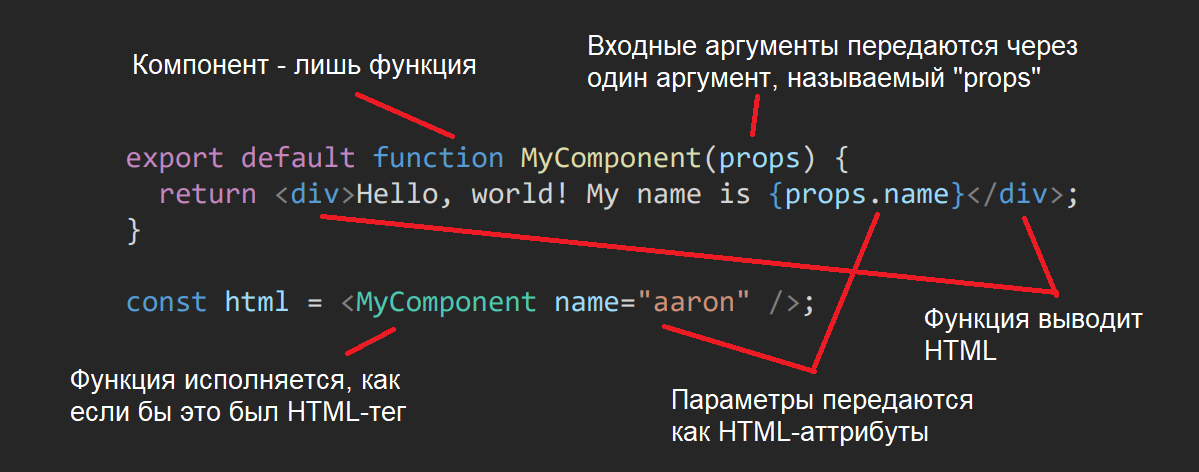 Компонент - лишь функция
Входные аргументы передаются через
один аргумент, называемый "props"
export default function MyComponent(props) {
  return <div>Hello, world! My name is {props.name}</div>;
}
const html = <MyComponent name="aaron" />;
Функция выводит
HTML
Функция исполняется, как
если бы это был HTML-тег
Параметры передаются
как HTML-аттрибуты